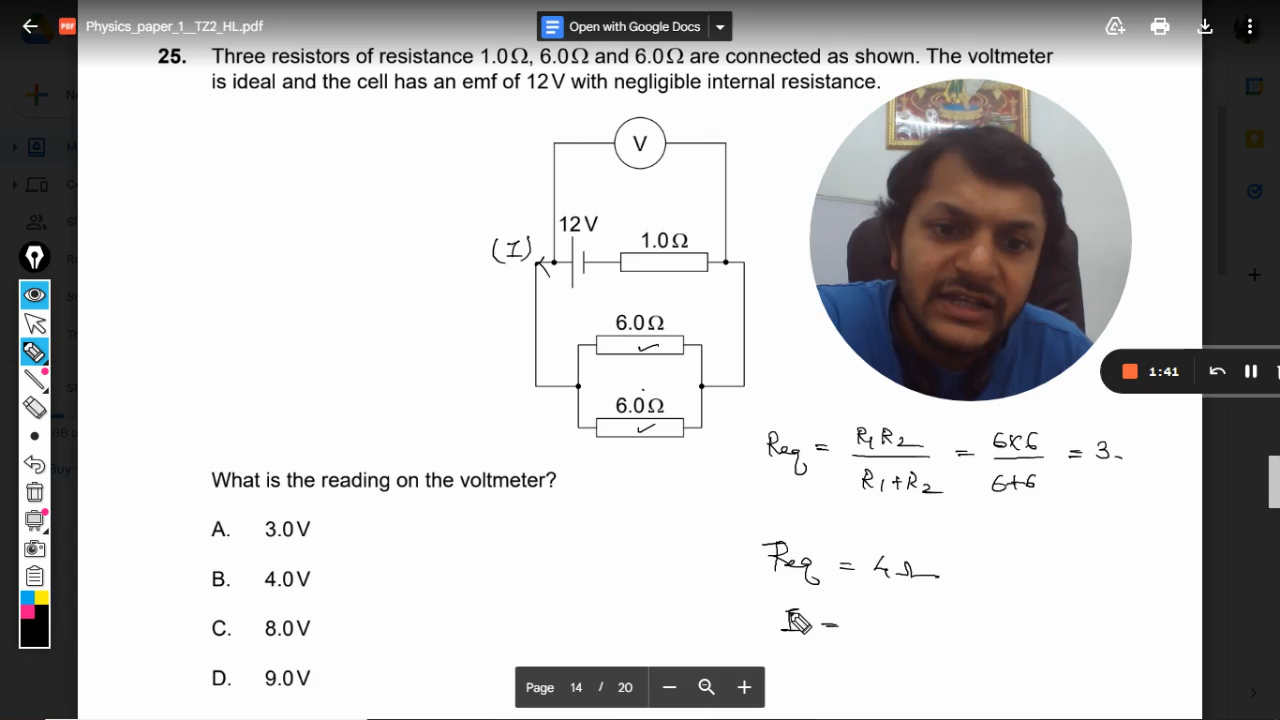 PDF Physics_paper_1__TZ2_HL.pdf Open with Google Docs
25. Three resistors of resistance 1.0Ω, 6.0Ω and 6.0Ω are connected as shown. The voltmeter
is ideal and the cell has an emf of 12V with negligible internal resistance.
V
12V
1.0Ω
(I)
6.0Ω
6.0Ω
1:41
Req = R1R2 / R1+R2 = 6×6 / 6+6 = 3
What is the reading on the voltmeter?
A. 3.0V
Req = 4Ω
B. 4.0V
I =
C. 8.0V
D. 9.0V
Page 14 / 20